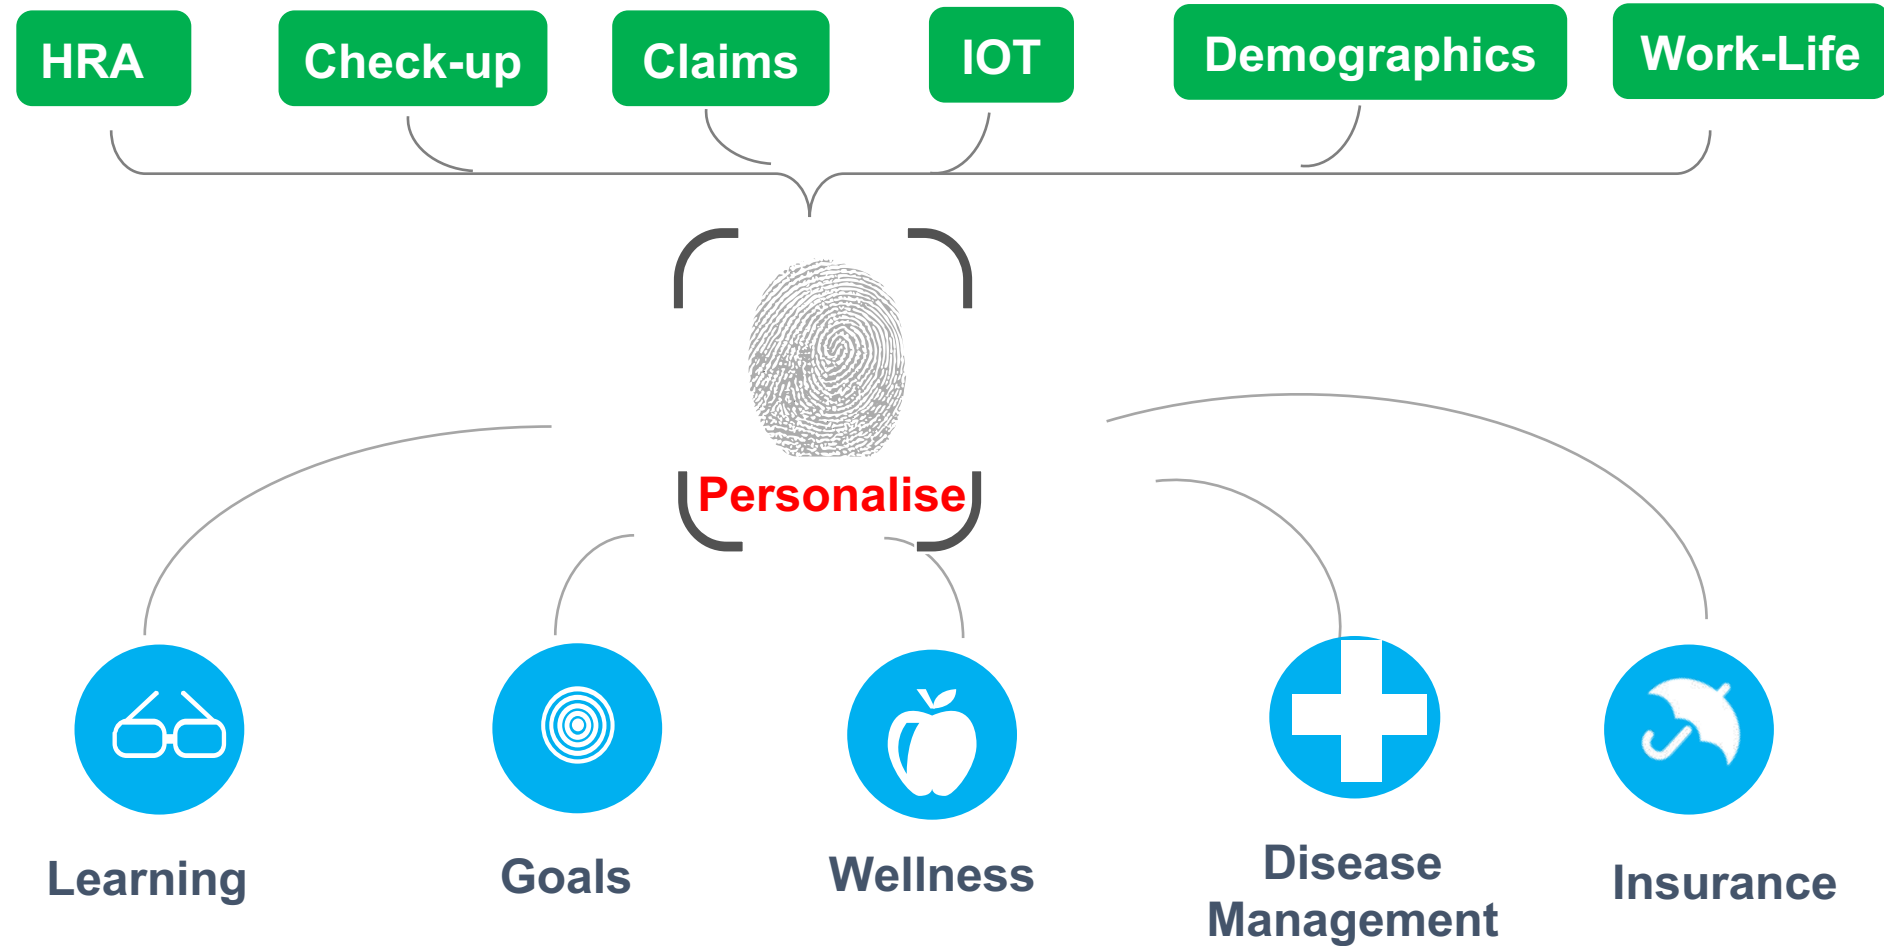 HRA
Check-up
Claims
IOT
Demographics
Work-Life
Personalise
Learning
Goals
Wellness
Disease
Management
Insurance